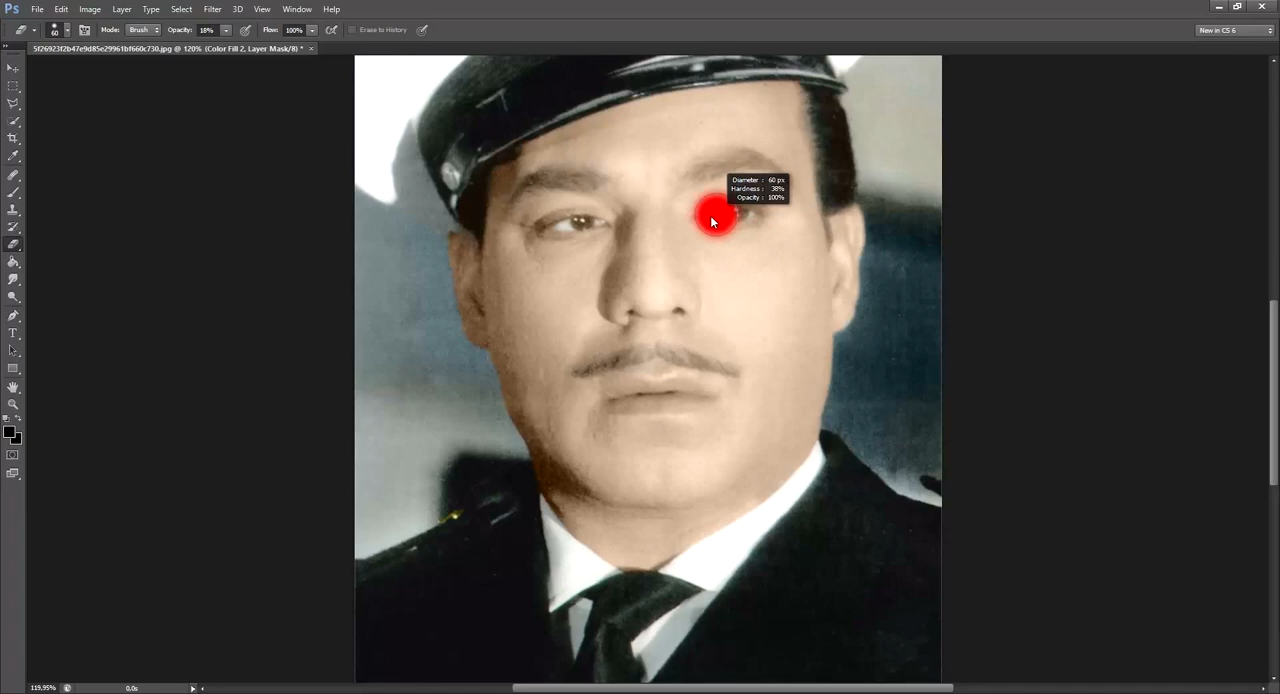 Ps File Edit Image Layer Type Select Filter 3D View Window Help
60 Mode: Brush Opacity: 18% Flow: 100% Erase to History New in CS 6
5f26923f2b47e9d85e29961bf660c730.jpg @ 120% (Color Fill 2, Layer Mask/8) * ×
Diameter : 60 px
Hardness : 38%
Opacity : 100%
T
119,95% 0,0s